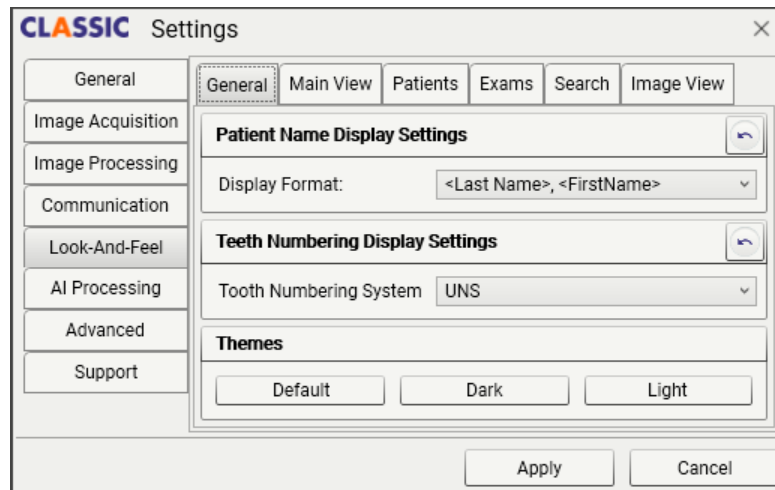 CLASSIC Settings
General
Image Acquisition
Image Processing
Communication
Look-And-Feel
AI Processing
Advanced
Support
General Main View Patients Exams Search Image View
Patient Name Display Settings
Display Format: <Last Name>, <FirstName>
Teeth Numbering Display Settings
Tooth Numbering System UNS
Themes
Default Dark Light
Apply Cancel